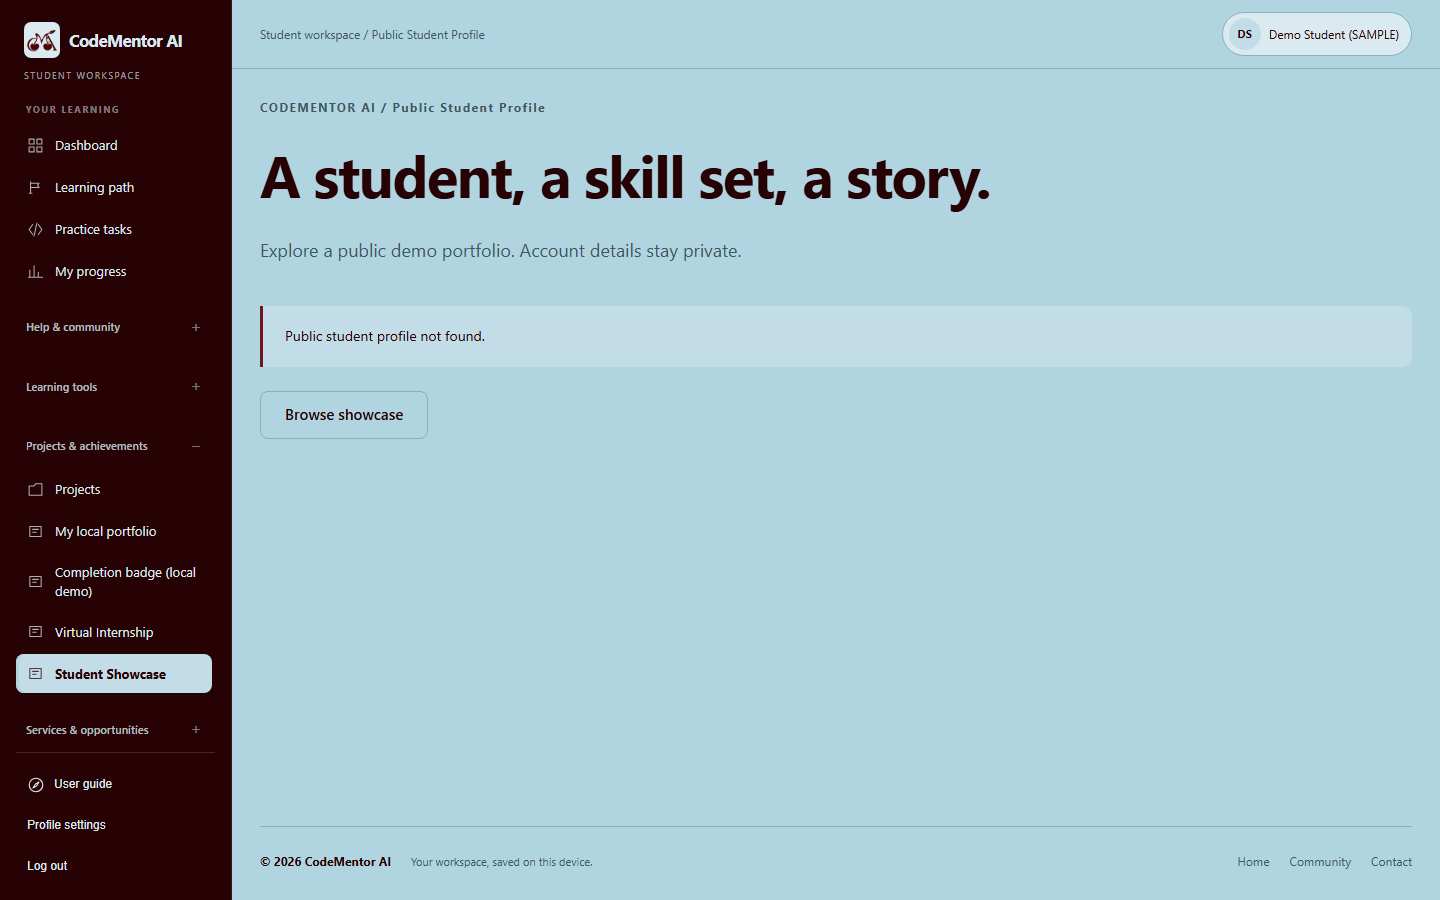 CodeMentor AI
STUDENT WORKSPACE
YOUR LEARNING
Dashboard
Learning path
Practice tasks
My progress
Help & community +
Learning tools +
Projects & achievements −
Projects
My local portfolio
Completion badge (local
demo)
Virtual Internship
Student Showcase
Services & opportunities +
User guide
Profile settings
Log out
Student workspace / Public Student Profile
DS Demo Student (SAMPLE)
CODEMENTOR AI / Public Student Profile
A student, a skill set, a story.
Explore a public demo portfolio. Account details stay private.
Public student profile not found.
Browse showcase
© 2026 CodeMentor AI Your workspace, saved on this device.
Home Community Contact